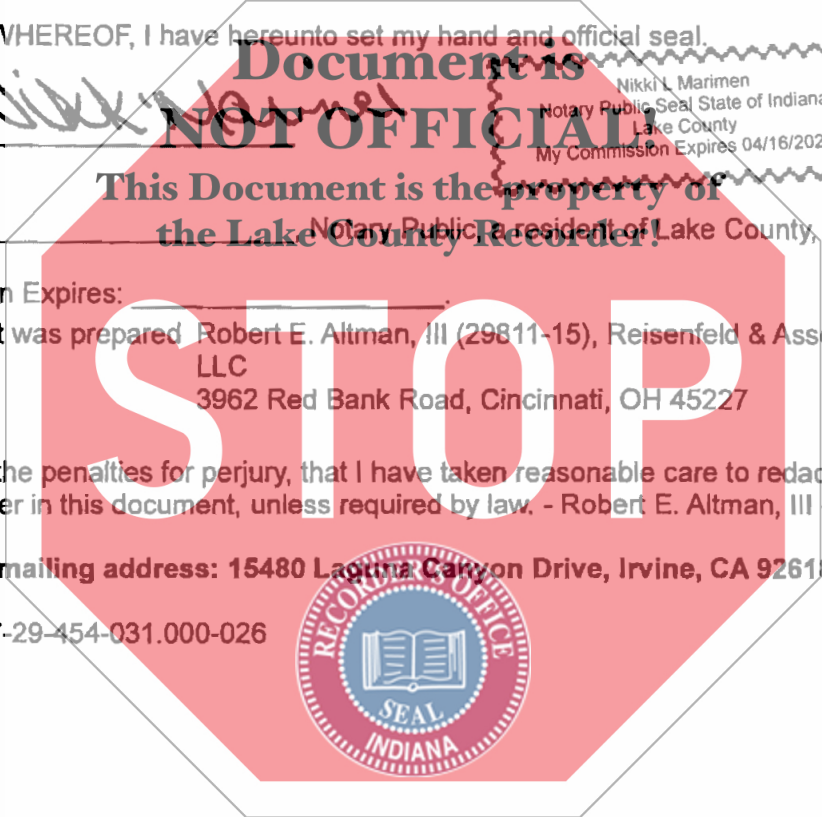 WHEREOF, I have hereunto set my hand and official seal.
Document is
NOT OFFICIAL!
This Document is the property of
the Lake County Recorder!
Nikki L Marimen
Notary Public Seal State of Indiana
Lake County
My Commission Expires 04/16/202
, Notary Public, a resident of Lake County,
n Expires: .
t was prepared Robert E. Altman, III (29811-15), Reisenfeld & Ass
LLC
3962 Red Bank Road, Cincinnati, OH 45227
STOP
he penalties for perjury, that I have taken reasonable care to redac
er in this document, unless required by law. - Robert E. Altman, III
mailing address: 15480 Laguna Canyon Drive, Irvine, CA 92618
-29-454-031.000-026
RECORDER'S OFFICE
SEAL
INDIANA